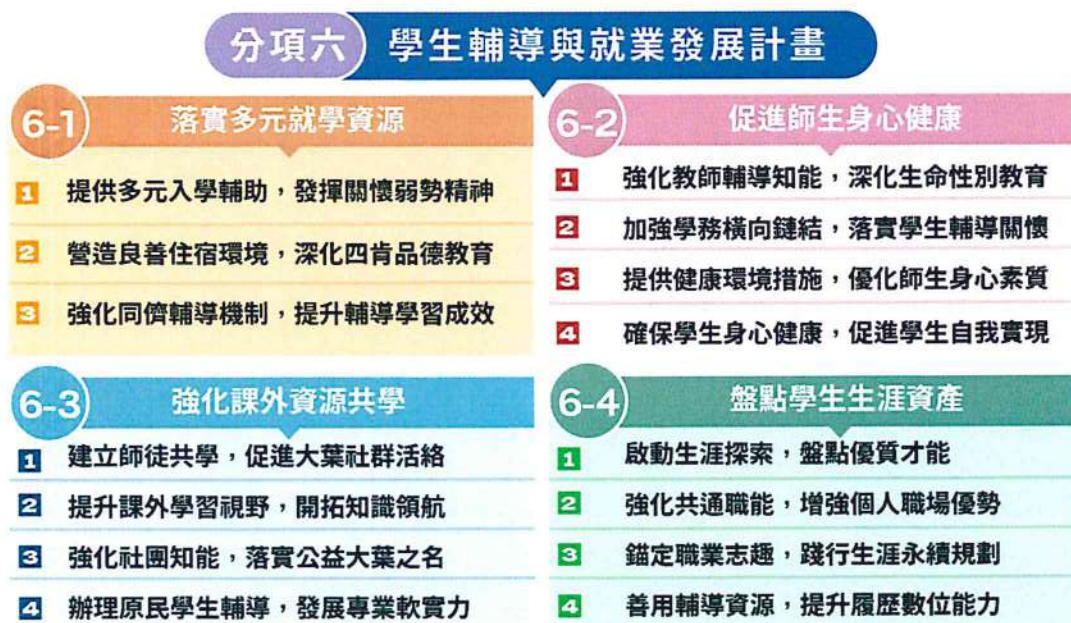 分項六 學生輔導與就業發展計畫
6-1 落實多元就學資源
1 提供多元入學輔助，發揮關懷弱勢精神
2 營造良善住宿環境，深化四肯品德教育
3 強化同儕輔導機制，提升輔導學習成效
6-2 促進師生身心健康
1 強化教師輔導知能，深化生命性別教育
2 加強學務橫向鏈結，落實學生輔導關懷
3 提供健康環境措施，優化師生身心素質
4 確保學生身心健康，促進學生自我實現
6-3 強化課外資源共學
1 建立師徒共學，促進大葉社群活絡
2 提升課外學習視野，開拓知識領航
3 強化社團知能，落實公益大葉之名
4 辦理原民學生輔導，發展專業軟實力
6-4 盤點學生生涯資產
1 啟動生涯探索，盤點優質才能
2 強化共通職能，增強個人職場優勢
3 錨定職業志趣，踐行生涯永續規劃
4 善用輔導資源，提升履歷數位能力